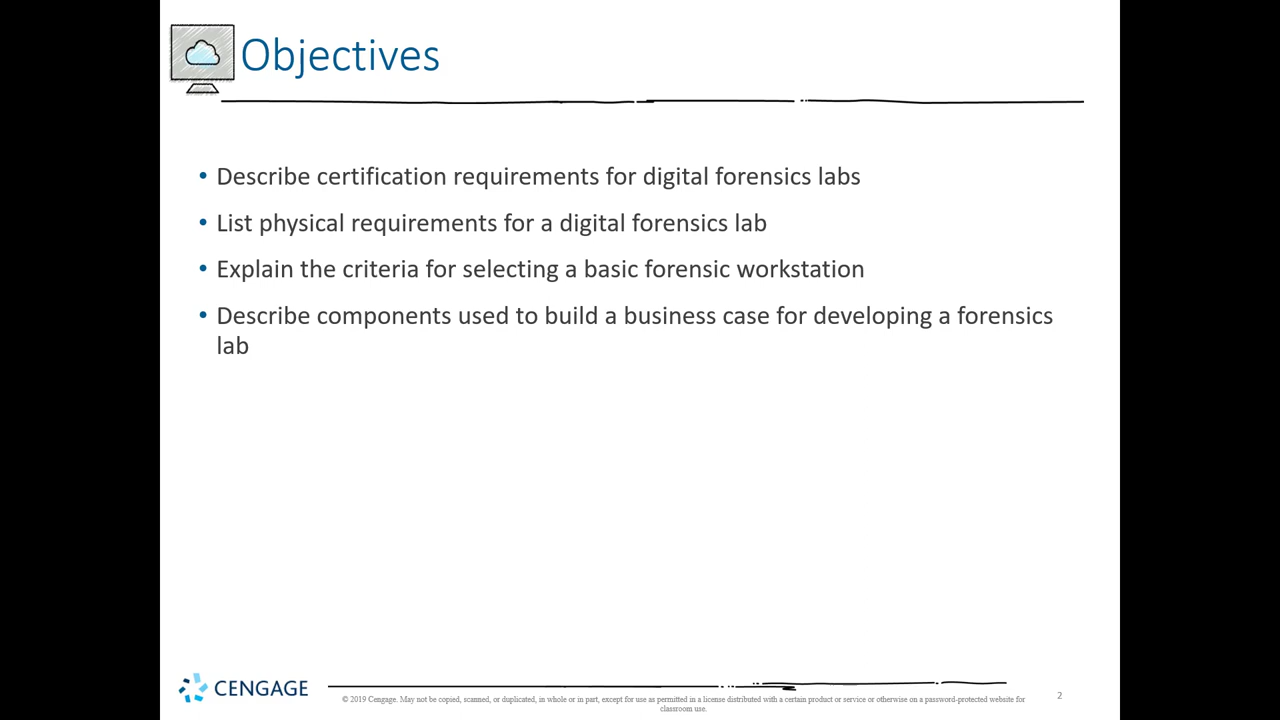 Objectives
• Describe certification requirements for digital forensics labs
• List physical requirements for a digital forensics lab
• Explain the criteria for selecting a basic forensic workstation
• Describe components used to build a business case for developing a forensics
lab
CENGAGE
© 2019 Cengage. May not be copied, scanned, or duplicated, in whole or in part, except for use as permitted in a license distributed with a certain product or service or otherwise on a password-protected website for
classroom use.
2